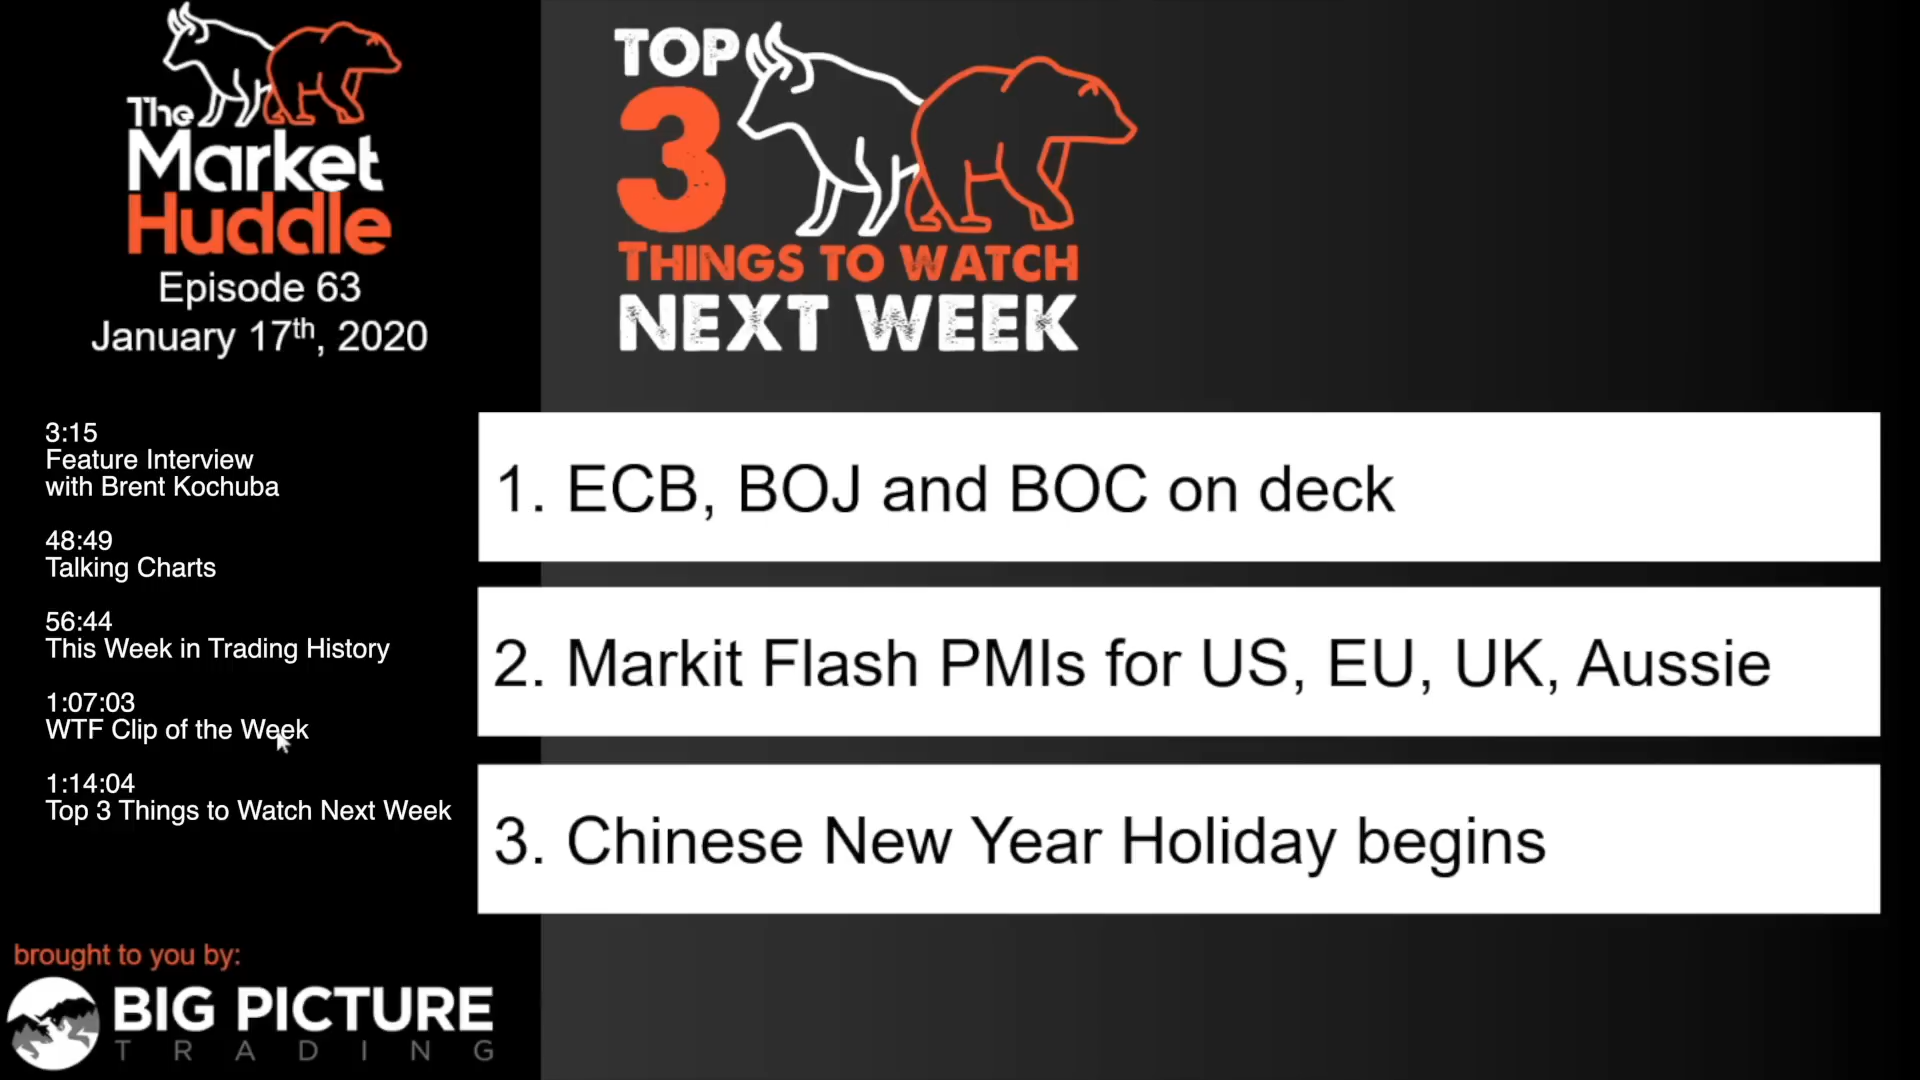 The
Market
Huddle
Episode 63
January 17th, 2020
3:15
Feature Interview
with Brent Kochuba
48:49
Talking Charts
56:44
This Week in Trading History
1:07:03
WTF Clip of the Week
1:14:04
Top 3 Things to Watch Next Week
brought to you by:
BIG PICTURE
TRADING
TOP
3
THINGS TO WATCH
NEXT WEEK
1. ECB, BOJ and BOC on deck
2. Markit Flash PMIs for US, EU, UK, Aussie
3. Chinese New Year Holiday begins